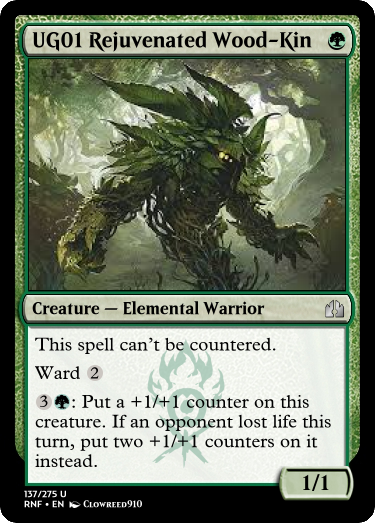 UG01 Rejuvenated Wood-Kin
Creature — Elemental Warrior
This spell can't be countered.
Ward 2
3 : Put a +1/+1 counter on this
creature. If an opponent lost life this
turn, put two +1/+1 counters on it
instead.
1/1
137/275 U
RNF • EN Clowreed910